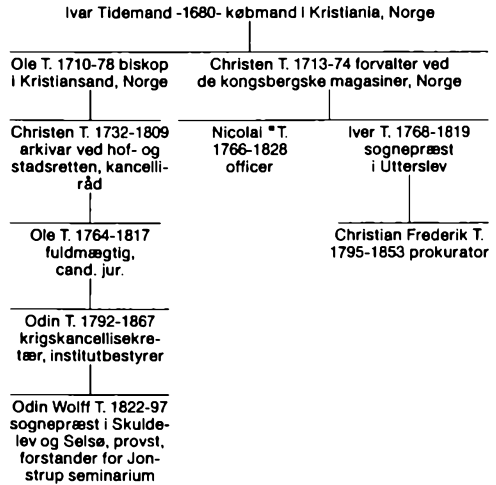 Ivar Tidemand -1680- købmand i Kristiania, Norge
Ole T. 1710-78 biskop
i Kristiansand, Norge
Christen T. 1713-74 forvalter ved
de kongsbergske magasiner, Norge
Christen T. 1732-1809
arkivar ved hof- og
stadsretten, kancelli-
råd
Nicolai * T.
1766-1828
officer
Iver T. 1768-1819
sognepræst
i Utterslev
Ole T. 1764-1817
fuldmægtig,
cand. jur.
Christian Frederik T.
1795-1853 prokurator
Odin T. 1792-1867
krigskancellisekre-
tær, institutbestyrer
Odin Wolff T. 1822-97
sognepræst i Skulde-
lev og Selsø, provst,
forstander for Jon-
strup seminarium